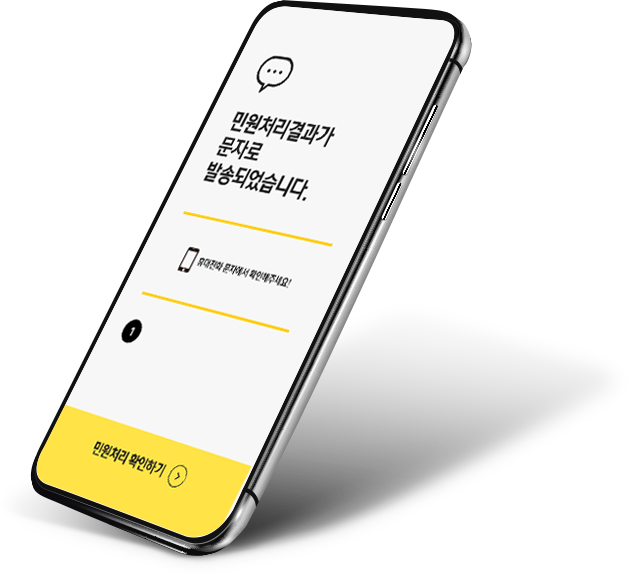 민원처리결과가
문자로
발송되었습니다.
휴대전화 문자에서 확인해주세요!
1
민원처리 확인하기